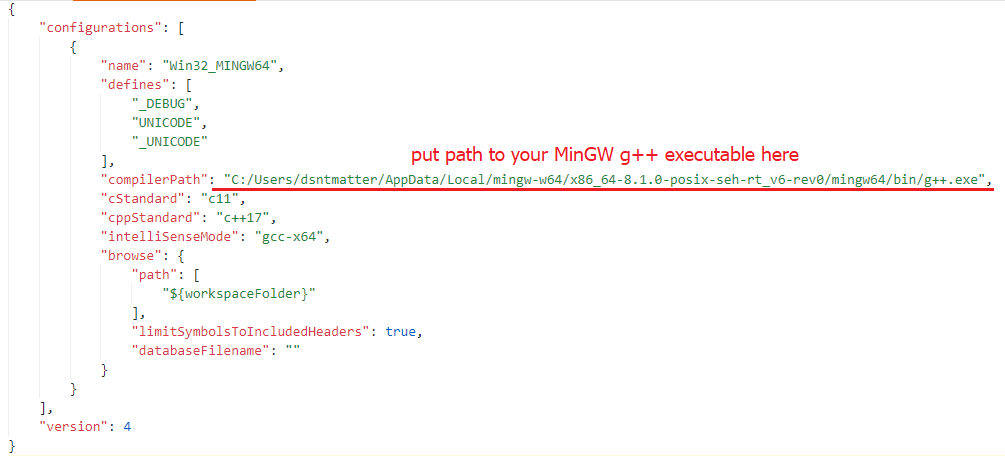 {
"configurations": [
{
"name": "Win32_MINGW64",
"defines": [
"_DEBUG",
"UNICODE",
"_UNICODE"
],
put path to your MinGW g++ executable here
"compilerPath": "C:/Users/dsntmatter/AppData/Local/mingw-w64/x86_64-8.1.0-posix-seh-rt_v6-rev0/mingw64/bin/g++.exe",
"cStandard": "c11",
"cppStandard": "c++17",
"intelliSenseMode": "gcc-x64",
"browse": {
"path": [
"${workspaceFolder}"
],
"limitSymbolsToIncludedHeaders": true,
"databaseFilename": ""
}
}
],
"version": 4
}